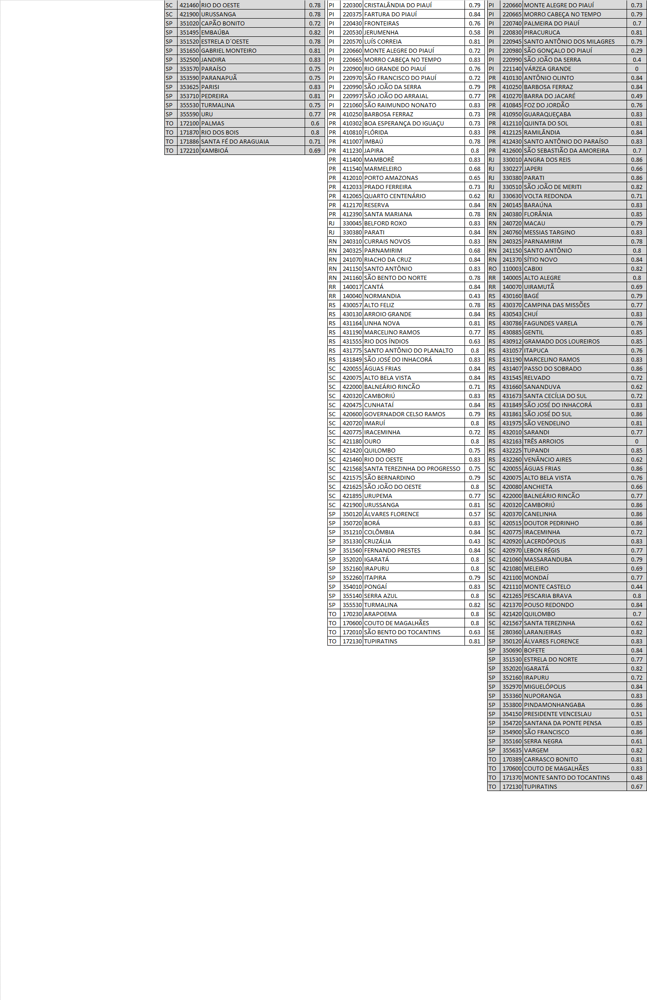 SC 421460 RIO DO OESTE 0.78 PI 220300 CRISTALÂNDIA DO PIAUÍ 0.79 PI 220660 MONTE ALEGRE DO PIAUÍ 0.73
SC 421900 URUSSANGA 0.78 PI 220375 FARTURA DO PIAUÍ 0.84 PI 220665 MORRO CABEÇA NO TEMPO 0.79
SP 351020 CAPÃO BONITO 0.72 PI 220430 FRONTEIRAS 0.76 PI 220740 PALMEIRA DO PIAUÍ 0.7
SP 351495 EMBAÚBA 0.82 PI 220530 JERUMENHA 0.58 PI 220830 PIRACURUCA 0.81
SP 351520 ESTRELA D´OESTE 0.78 PI 220570 LUÍS CORREIA 0.81 PI 220945 SANTO ANTÔNIO DOS MILAGRES 0.79
SP 351650 GABRIEL MONTEIRO 0.81 PI 220660 MONTE ALEGRE DO PIAUÍ 0.72 PI 220980 SÃO GONÇALO DO PIAUÍ 0.29
SP 352500 JANDIRA 0.83 PI 220665 MORRO CABEÇA NO TEMPO 0.83 PI 220990 SÃO JOÃO DA SERRA 0.4
SP 353570 PARAÍSO 0.75 PI 220900 RIO GRANDE DO PIAUÍ 0.76 PI 221140 VÁRZEA GRANDE 0
SP 353590 PARANAPUÃ 0.75 PI 220970 SÃO FRANCISCO DO PIAUÍ 0.72 PR 410130 ANTÔNIO OLINTO 0.84
SP 353625 PARISI 0.83 PI 220990 SÃO JOÃO DA SERRA 0.79 PR 410250 BARBOSA FERRAZ 0.84
SP 353710 PEDREIRA 0.81 PI 220997 SÃO JOÃO DO ARRAIAL 0.77 PR 410270 BARRA DO JACARÉ 0.49
SP 355530 TURMALINA 0.75 PI 221060 SÃO RAIMUNDO NONATO 0.83 PR 410845 FOZ DO JORDÃO 0.76
SP 355590 URU 0.77 PR 410250 BARBOSA FERRAZ 0.73 PR 410950 GUARAQUEÇABA 0.83
TO 172100 PALMAS 0.6 PR 410302 BOA ESPERANÇA DO IGUAÇU 0.73 PR 412110 QUINTA DO SOL 0.81
TO 171870 RIO DOS BOIS 0.8 PR 410810 FLÓRIDA 0.83 PR 412125 RAMILÂNDIA 0.84
TO 171886 SANTA FÉ DO ARAGUAIA 0.71 PR 411007 IMBAÚ 0.78 PR 412430 SANTO ANTÔNIO DO PARAÍSO 0.83
TO 172210 XAMBIOÁ 0.69 PR 411230 JAPIRA 0.8 PR 412600 SÃO SEBASTIÃO DA AMOREIRA 0.7
PR 411400 MAMBORÊ 0.83 RJ 330010 ANGRA DOS REIS 0.86
PR 411540 MARMELEIRO 0.68 RJ 330227 JAPERI 0.66
PR 412010 PORTO AMAZONAS 0.65 RJ 330380 PARATI 0.86
PR 412033 PRADO FERREIRA 0.73 RJ 330510 SÃO JOÃO DE MERITI 0.82
PR 412065 QUARTO CENTENÁRIO 0.62 RJ 330630 VOLTA REDONDA 0.71
PR 412170 RESERVA 0.84 RN 240145 BARAÚNA 0.83
PR 412390 SANTA MARIANA 0.78 RN 240380 FLORÂNIA 0.85
RJ 330045 BELFORD ROXO 0.83 RN 240720 MACAU 0.79
RJ 330380 PARATI 0.84 RN 240760 MESSIAS TARGINO 0.83
RN 240310 CURRAIS NOVOS 0.83 RN 240325 PARNAMIRIM 0.78
RN 240325 PARNAMIRIM 0.68 RN 241150 SANTO ANTÔNIO 0.8
RN 241070 RIACHO DA CRUZ 0.84 RN 241370 SÍTIO NOVO 0.84
RN 241150 SANTO ANTÔNIO 0.83 RO 110003 CABIXI 0.82
RN 241160 SÃO BENTO DO NORTE 0.78 RR 140005 ALTO ALEGRE 0.8
RR 140017 CANTÁ 0.84 RR 140070 UIRAMUTÃ 0.69
RR 140040 NORMANDIA 0.43 RS 430160 BAGÉ 0.79
RS 430057 ALTO FELIZ 0.78 RS 430370 CAMPINA DAS MISSÕES 0.77
RS 430130 ARROIO GRANDE 0.84 RS 430543 CHUÍ 0.83
RS 431164 LINHA NOVA 0.81 RS 430786 FAGUNDES VARELA 0.76
RS 431190 MARCELINO RAMOS 0.77 RS 430885 GENTIL 0.85
RS 431555 RIO DOS ÍNDIOS 0.63 RS 430912 GRAMADO DOS LOUREIROS 0.85
RS 431775 SANTO ANTÔNIO DO PLANALTO 0.8 RS 431057 ITAPUCA 0.76
RS 431849 SÃO JOSÉ DO INHACORÁ 0.83 RS 431190 MARCELINO RAMOS 0.83
SC 420055 ÁGUAS FRIAS 0.84 RS 431407 PASSO DO SOBRADO 0.86
SC 420075 ALTO BELA VISTA 0.84 RS 431545 RELVADO 0.72
SC 422000 BALNEÁRIO RINCÃO 0.71 RS 431660 SANANDUVA 0.62
SC 420320 CAMBORIÚ 0.83 RS 431673 SANTA CECÍLIA DO SUL 0.72
SC 420475 CUNHATAÍ 0.84 RS 431849 SÃO JOSÉ DO INHACORÁ 0.83
SC 420600 GOVERNADOR CELSO RAMOS 0.79 RS 431861 SÃO JOSÉ DO SUL 0.86
SC 420720 IMARUÍ 0.8 RS 431975 SÃO VENDELINO 0.81
SC 420775 IRACEMINHA 0.72 RS 432010 SARANDI 0.77
SC 421180 OURO 0.8 RS 432163 TRÊS ARROIOS 0
SC 421420 QUILOMBO 0.75 RS 432225 TUPANDI 0.85
SC 421460 RIO DO OESTE 0.83 RS 432260 VENÂNCIO AIRES 0.62
SC 421568 SANTA TEREZINHA DO PROGRESSO 0.75 SC 420055 ÁGUAS FRIAS 0.86
SC 421575 SÃO BERNARDINO 0.79 SC 420075 ALTO BELA VISTA 0.76
SC 421625 SÃO JOÃO DO OESTE 0.8 SC 420080 ANCHIETA 0.66
SC 421895 URUPEMA 0.77 SC 422000 BALNEÁRIO RINCÃO 0.77
SC 421900 URUSSANGA 0.81 SC 420320 CAMBORIÚ 0.86
SP 350120 ÁLVARES FLORENCE 0.57 SC 420370 CANELINHA 0.86
SP 350720 BORÁ 0.83 SC 420515 DOUTOR PEDRINHO 0.86
SP 351210 COLÔMBIA 0.84 SC 420775 IRACEMINHA 0.72
SP 351330 CRUZÁLIA 0.43 SC 420920 LACERDÓPOLIS 0.83
SP 351560 FERNANDO PRESTES 0.84 SC 420970 LEBON RÉGIS 0.77
SP 352020 IGARATÁ 0.8 SC 421060 MASSARANDUBA 0.79
SP 352160 IRAPURU 0.8 SC 421080 MELEIRO 0.69
SP 352260 ITAPIRA 0.79 SC 421100 MONDAÍ 0.77
SP 354010 PONGAÍ 0.83 SC 421110 MONTE CASTELO 0.44
SP 355140 SERRA AZUL 0.8 SC 421265 PESCARIA BRAVA 0.8
SP 355530 TURMALINA 0.82 SC 421370 POUSO REDONDO 0.84
TO 170230 ARAPOEMA 0.8 SC 421420 QUILOMBO 0.7
TO 170600 COUTO DE MAGALHÃES 0.8 SC 421567 SANTA TEREZINHA 0.62
TO 172010 SÃO BENTO DO TOCANTINS 0.63 SE 280360 LARANJEIRAS 0.82
TO 172130 TUPIRATINS 0.81 SP 350120 ÁLVARES FLORENCE 0.83
SP 350690 BOFETE 0.84
SP 351530 ESTRELA DO NORTE 0.77
SP 352020 IGARATÁ 0.82
SP 352160 IRAPURU 0.72
SP 352970 MIGUELÓPOLIS 0.84
SP 353360 NUPORANGA 0.83
SP 353800 PINDAMONHANGABA 0.86
SP 354150 PRESIDENTE VENCESLAU 0.51
SP 354720 SANTANA DA PONTE PENSA 0.85
SP 354900 SÃO FRANCISCO 0.86
SP 355160 SERRA NEGRA 0.61
SP 355635 VARGEM 0.82
TO 170389 CARRASCO BONITO 0.81
TO 170600 COUTO DE MAGALHÃES 0.83
TO 171370 MONTE SANTO DO TOCANTINS 0.48
TO 172130 TUPIRATINS 0.67